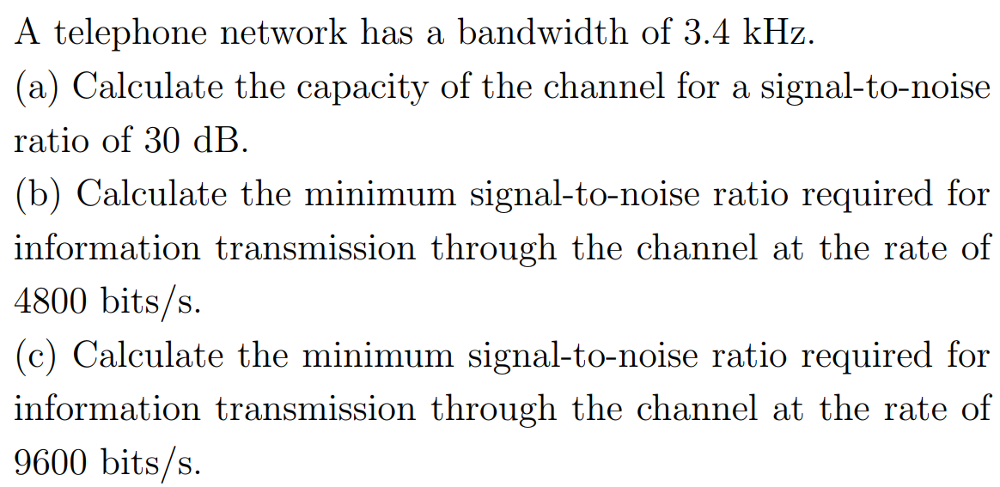 A telephone network has a bandwidth of 3.4 kHz.
(a) Calculate the capacity of the channel for a signal-to-noise
ratio of 30 dB.
(b) Calculate the minimum signal-to-noise ratio required for
information transmission through the channel at the rate of
4800 bits/s.
(c) Calculate the minimum signal-to-noise ratio required for
information transmission through the channel at the rate of
9600 bits/s.